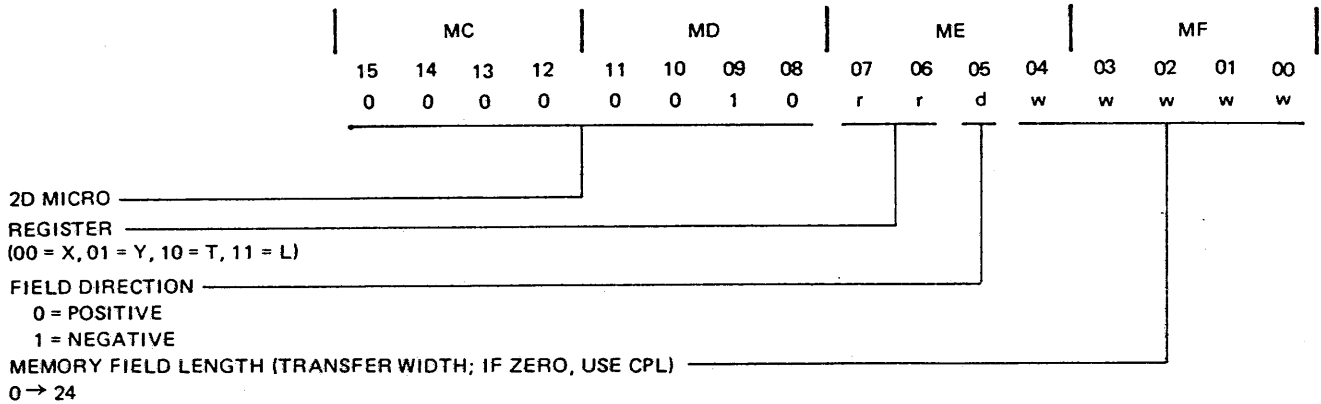 MC MD ME MF
15 14 13 12 11 10 09 08 07 06 05 04 03 02 01 00
0 0 0 0 0 0 1 0 r r d w w w w w
2D MICRO
REGISTER
(00 = X, 01 = Y, 10 = T, 11 = L)
FIELD DIRECTION
0 = POSITIVE
1 = NEGATIVE
MEMORY FIELD LENGTH (TRANSFER WIDTH; IF ZERO, USE CPL)
0 → 24